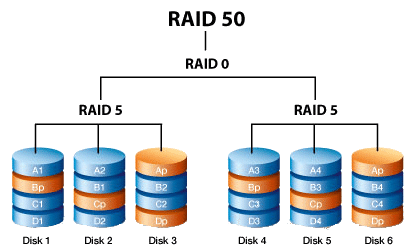 RAID 50
RAID 0
RAID 5 RAID 5
A1 A2 Ap A3 A4 Ap
Bp B1 B2 Bp B3 B4
C1 Cp C2 C3 Cp C4
D1 D2 Dp D3 D4 Dp
Disk 1 Disk 2 Disk 3 Disk 4 Disk 5 Disk 6